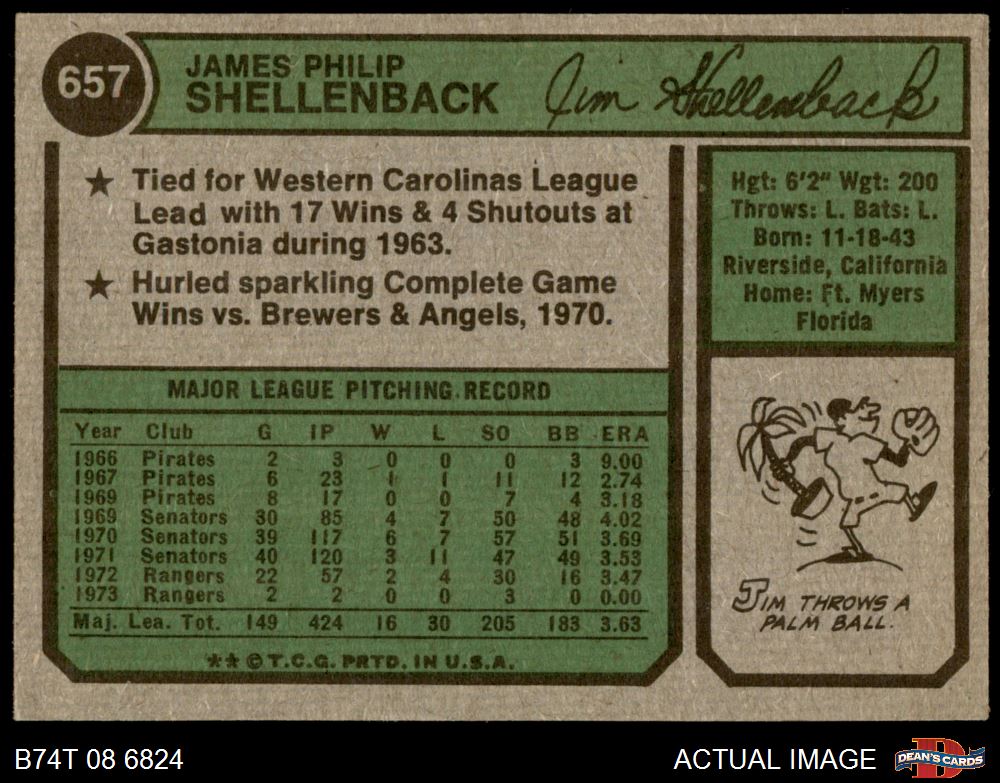 657
JAMES PHILIP
SHELLENBACK
Jim Shellenback
★ Tied for Western Carolinas League
Lead with 17 Wins & 4 Shutouts at
Gastonia during 1963.
★ Hurled sparkling Complete Game
Wins vs. Brewers & Angels, 1970.
Hgt: 6'2" Wgt: 200
Throws: L. Bats: L.
Born: 11-18-43
Riverside, California
Home: Ft. Myers
Florida
MAJOR LEAGUE PITCHING RECORD
Year Club G IP W L SO BB ERA
1966 Pirates 2 3 0 0 0 3 9.00
1967 Pirates 6 23 1 1 11 12 2.74
1969 Pirates 8 17 0 0 7 4 3.18
1969 Senators 30 85 4 7 50 48 4.02
1970 Senators 39 117 6 7 57 51 3.69
1971 Senators 40 120 3 11 47 49 3.53
1972 Rangers 22 57 2 4 30 16 3.47
1973 Rangers 2 2 0 0 3 0 0.00
Maj. Lea. Tot. 149 424 16 30 205 183 3.63
** © T.C.G. PRTD. IN U.S.A.
JIM THROWS A
PALM BALL.
B74T 08 6824
ACTUAL IMAGE
D
DEAN'S CARDS